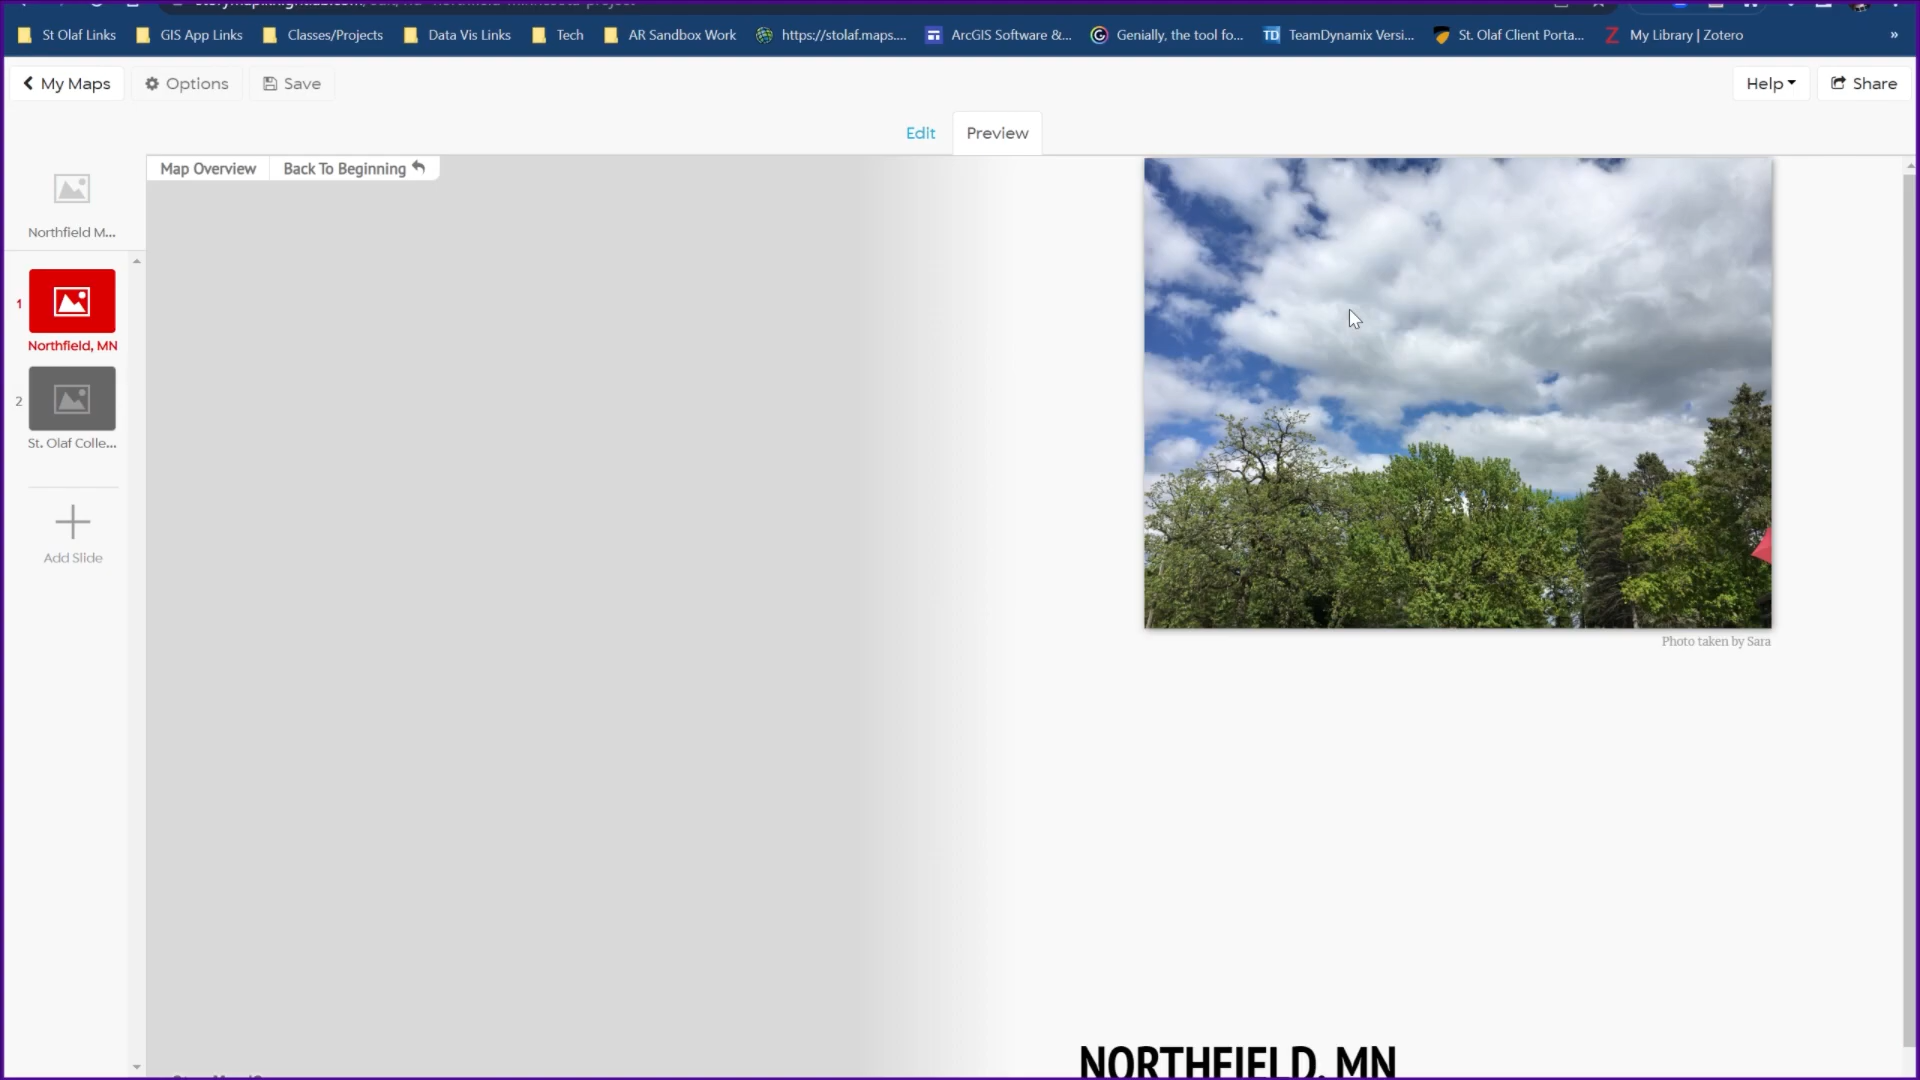 St Olaf Links
GIS App Links
Classes/Projects
Data Vis Links
Tech
AR Sandbox Work
https://stolaf.maps....
ArcGIS Software &...
Genially, the tool fo...
TD
TeamDynamix Versi...
St. Olaf Client Porta...
Z
My Library | Zotero
»
My Maps
Options
Save
Help
Share
Edit
Preview
Map Overview
Back To Beginning
Northfield M...
1
Northfield, MN
2
St. Olaf Colle...
Add Slide
Photo taken by Sara
NORTHFIELD, MN